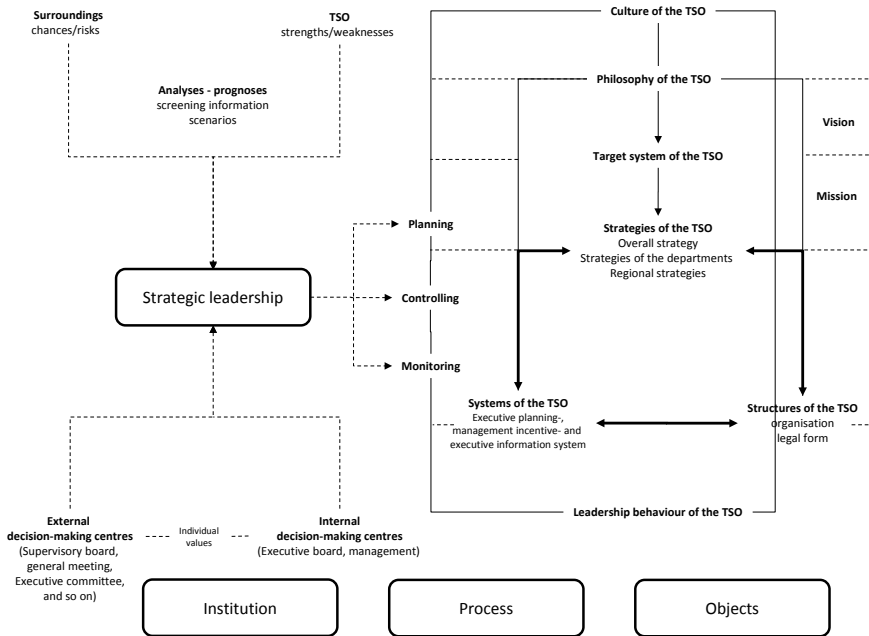 Surroundings
chances/risks
TSO
strengths/weaknesses
Analyses - prognoses
screening information
scenarios
Strategic leadership
External
decision-making centres
(Supervisory board,
general meeting,
Executive committee,
and so on)
Individual
values
Internal
decision-making centres
(Executive board, management)
Planning
Controlling
Monitoring
Culture of the TSO
Philosophy of the TSO
Target system of the TSO
Strategies of the TSO
Overall strategy
Strategies of the departments
Regional strategies
Systems of the TSO
Executive planning-,
management incentive- and
executive information system
Structures of the TSO
organisation
legal form
Leadership behaviour of the TSO
Vision
Mission
Institution
Process
Objects